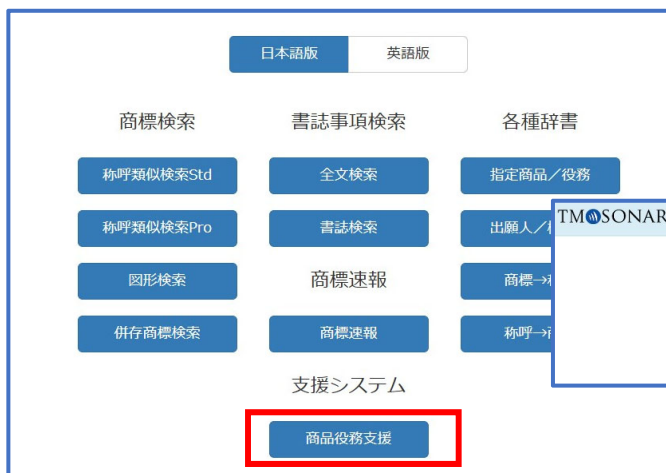 日本語版 英語版
商標検索 書誌事項検索 各種辞書
称呼類似検索Std 全文検索 指定商品／役務
称呼類似検索Pro 書誌検索 出願人／
TM SONAR
図形検索 商標速報 商標→
併存商標検索 商標速報 称呼→
支援システム
商品役務支援